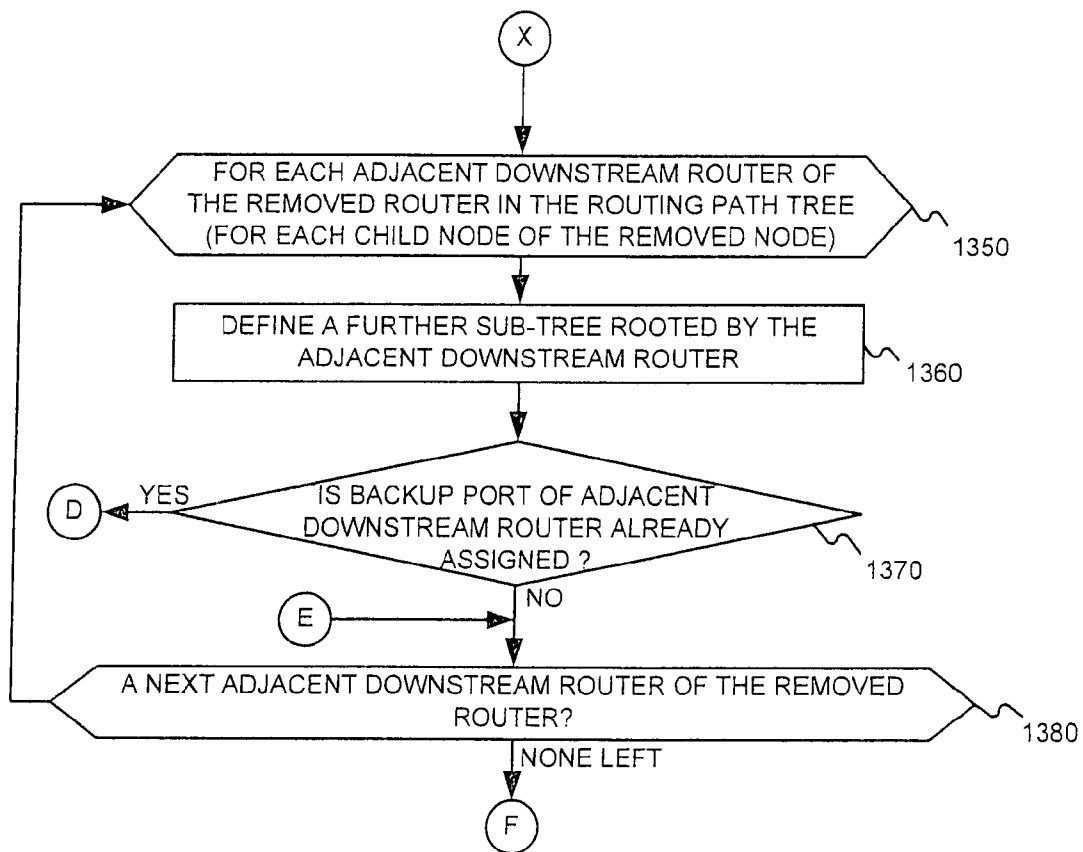 X
FOR EACH ADJACENT DOWNSTREAM ROUTER OF
THE REMOVED ROUTER IN THE ROUTING PATH TREE
(FOR EACH CHILD NODE OF THE REMOVED NODE)
1350
DEFINE A FURTHER SUB-TREE ROOTED BY THE
ADJACENT DOWNSTREAM ROUTER
1360
D
YES
IS BACKUP PORT OF ADJACENT
DOWNSTREAM ROUTER ALREADY
ASSIGNED ?
1370
NO
E
A NEXT ADJACENT DOWNSTREAM ROUTER OF THE REMOVED
ROUTER?
1380
NONE LEFT
F